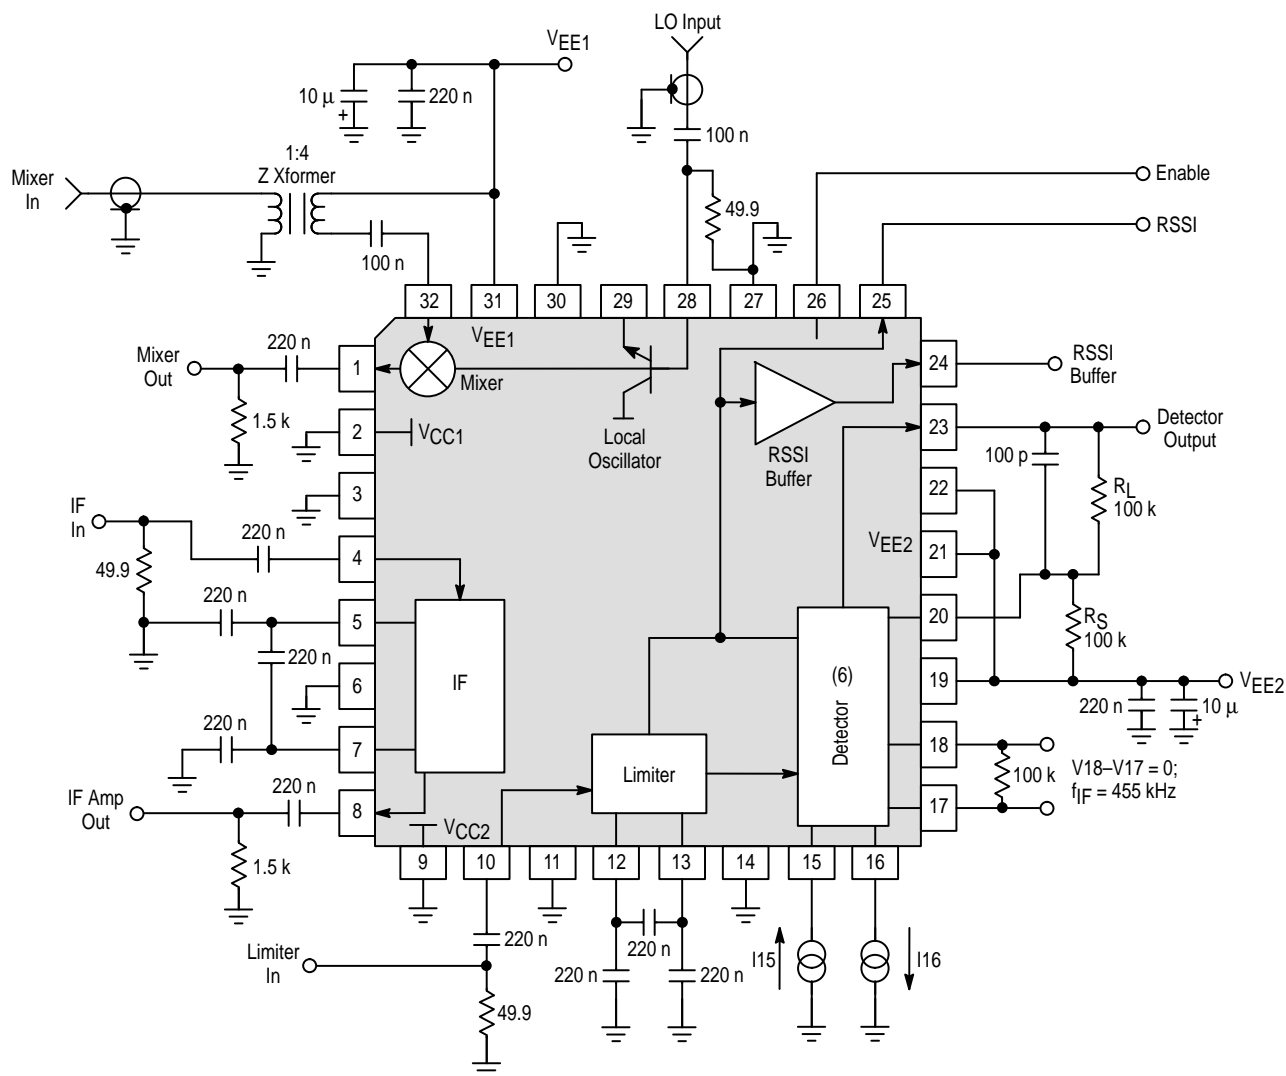 LO Input
VEE1
10 µ
+
220 n
100 n
1:4
Z Xformer
Mixer
In
49.9
Enable
RSSI
100 n
32
31
30
29
28
27
26
25
VEE1
Mixer
Out
220 n
1
Mixer
24
RSSI
Buffer
1.5 k
2
VCC1
Local
Oscillator
RSSI
Buffer
23
Detector
Output
100 p
RL
100 k
3
22
IF
In
220 n
4
VEE2
21
49.9
220 n
5
20
RS
100 k
220 n
IF
6
(6)
Detector
19
VEE2
220 n
10 µ
+
220 n
7
18
100 k
V18–V17 = 0;
fIF = 455 kHz
Limiter
17
IF Amp
Out
220 n
8
VCC2
1.5 k
9
10
11
12
13
14
15
16
220 n
220 n
Limiter
In
220 n
220 n
I15
I16
49.9